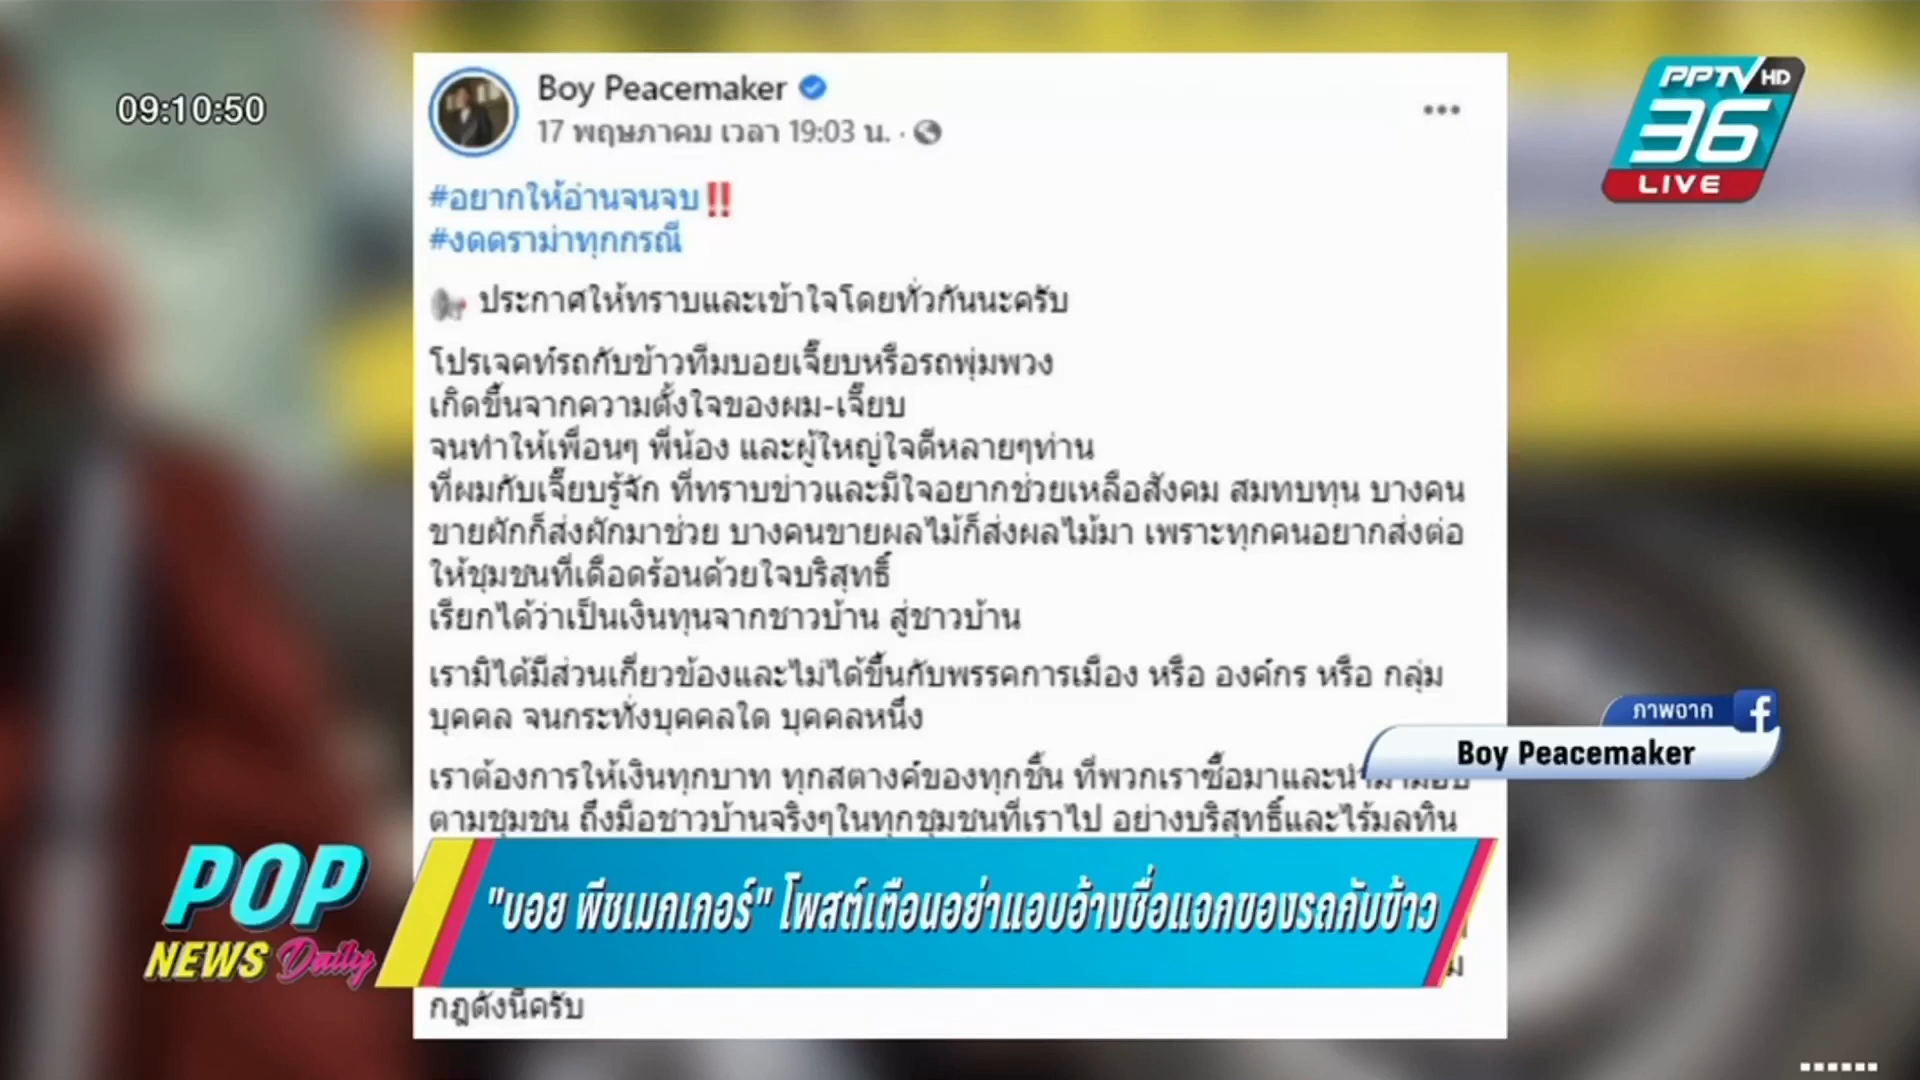 09:10:50
PPTV HD
36
LIVE
Boy Peacemaker
17 พฤษภาคม เวลา 19:03 น. ·
#อยากให้อ่านจนจบ‼️
#งดดราม่าทุกกรณี
ประกาศให้ทราบและเข้าใจโดยทั่วกันนะครับ
โปรเจคท์รถกับข้าวทีมบอยเจี๊ยบหรือรถพุ่มพวง
เกิดขึ้นจากความตั้งใจของผม-เจี๊ยบ
จนทำให้เพื่อนๆ พี่น้อง และผู้ใหญ่ใจดีหลายๆท่าน
ที่ผมกับเจี๊ยบรู้จัก ที่ทราบข่าวและมีใจอยากช่วยเหลือสังคม สมทบทุน บางคน
ขายผักก็ส่งผักมาช่วย บางคนขายผลไม้ก็ส่งผลไม้มา เพราะทุกคนอยากส่งต่อ
ให้ชุมชนที่เดือดร้อนด้วยใจบริสุทธิ์
เรียกได้ว่าเป็นเงินทุนจากชาวบ้าน สู่ชาวบ้าน
เรามิได้มีส่วนเกี่ยวข้องและไม่ได้ขึ้นกับพรรคการเมือง หรือ องค์กร หรือ กลุ่ม
บุคคล จนกระทั่งบุคคลใด บุคคลหนึ่ง
ภาพจาก f
Boy Peacemaker
เราต้องการให้เงินทุกบาท ทุกสตางค์ของทุกชิ้น ที่พวกเราซื้อมาและ
ตามชุมชน ถึงมือชาวบ้านจริงๆในทุกชุมชนที่เราไป อย่างบริสุทธิ์และไร้มลทิน
POP
NEWS Daily
"บอย พีชเมกเกอร์" โพสต์เตือนอย่าแอบอ้างชื่อแจกของรถกับข้าว
กฎดังนี้ครับ